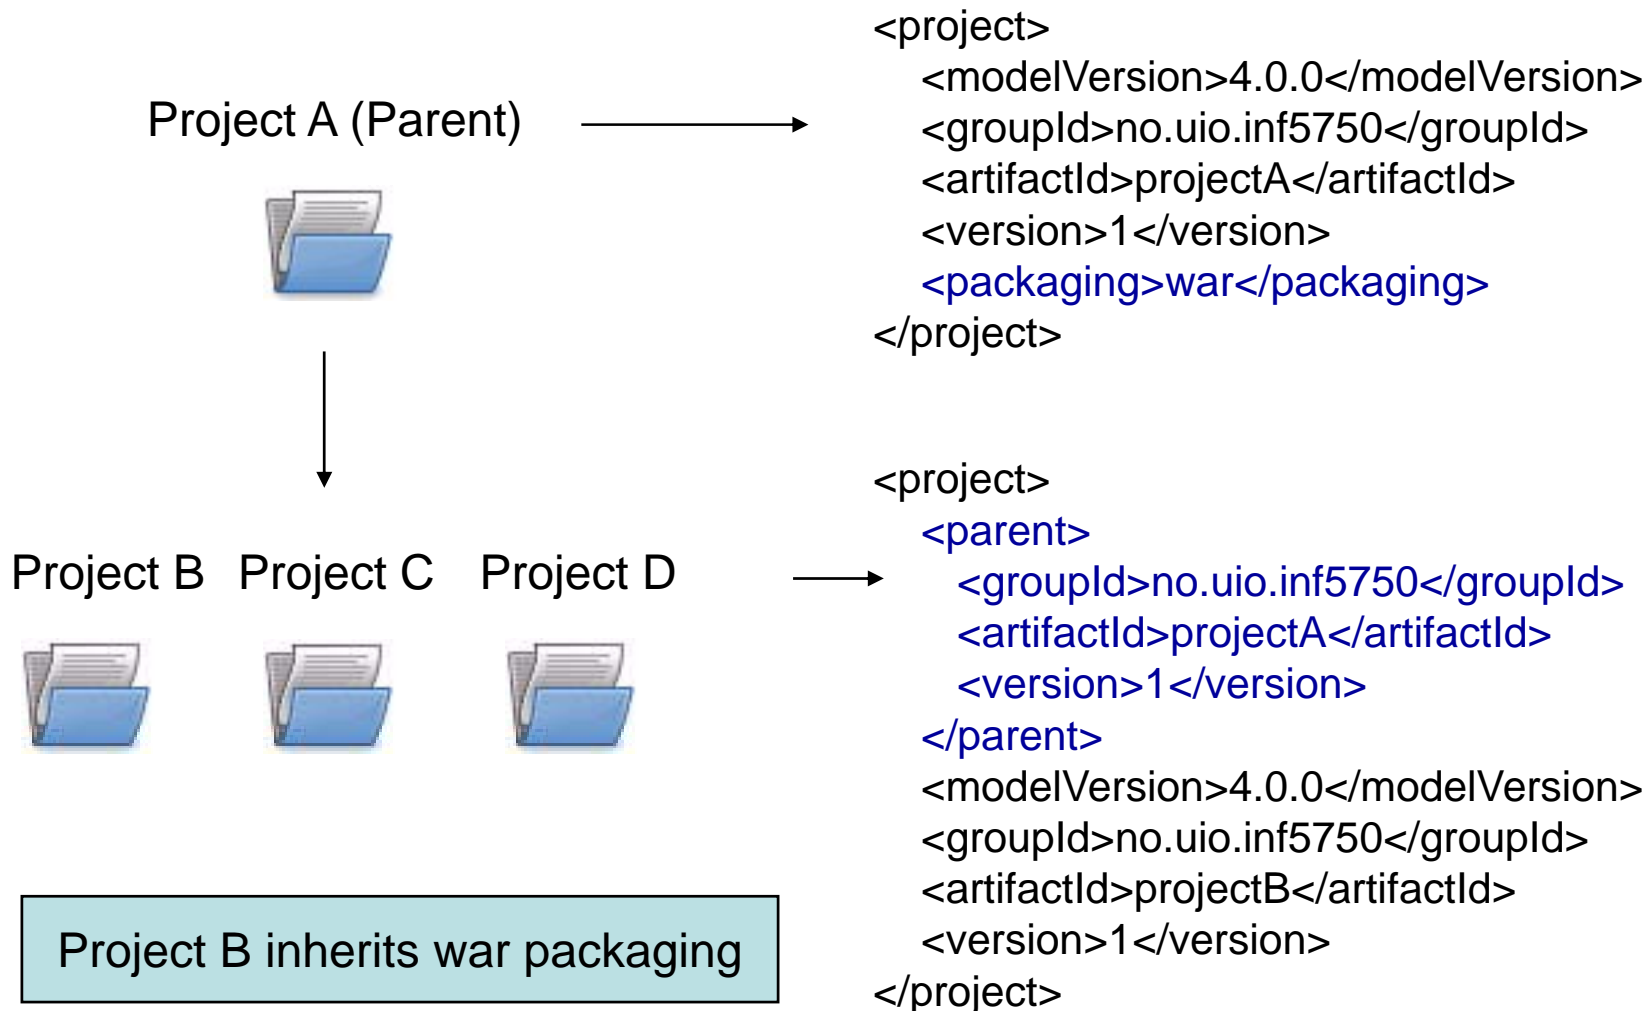 Project A (Parent)
<project>
<modelVersion>4.0.0</modelVersion>
<groupId>no.uio.inf5750</groupId>
<artifactId>projectA</artifactId>
<version>1</version>
<packaging>war</packaging>
</project>
Project B
Project C
Project D
<project>
<parent>
<groupId>no.uio.inf5750</groupId>
<artifactId>projectA</artifactId>
<version>1</version>
</parent>
<modelVersion>4.0.0</modelVersion>
<groupId>no.uio.inf5750</groupId>
<artifactId>projectB</artifactId>
<version>1</version>
</project>
Project B inherits war packaging